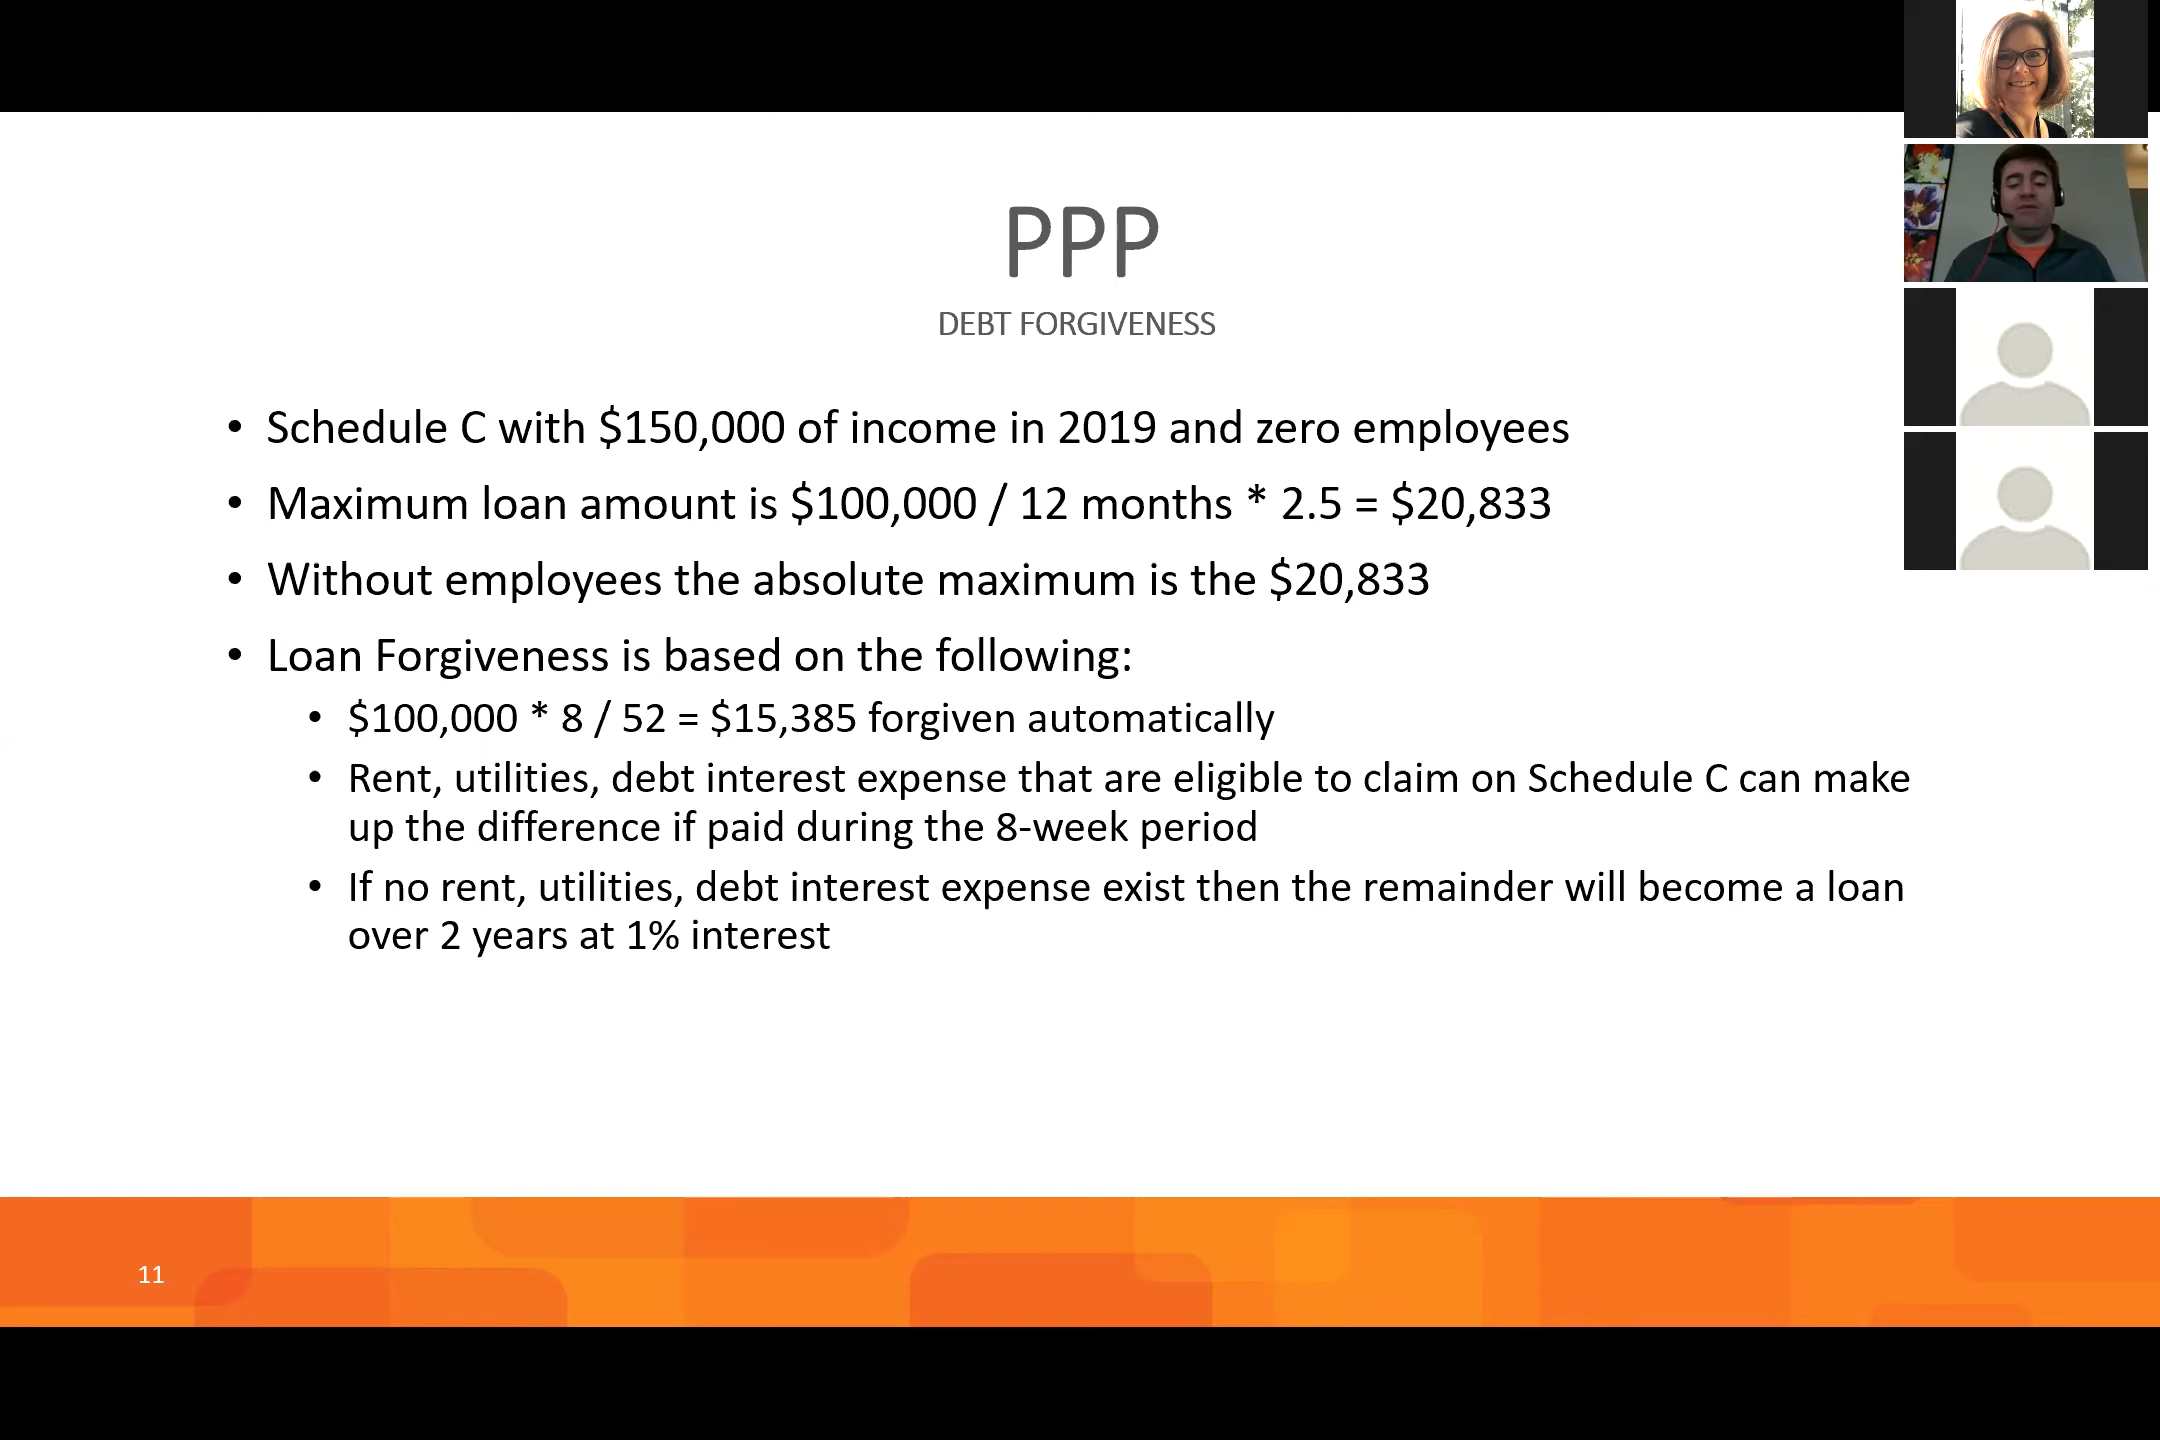 PPP
DEBT FORGIVENESS
• Schedule C with $150,000 of income in 2019 and zero employees
• Maximum loan amount is $100,000 / 12 months * 2.5 = $20,833
• Without employees the absolute maximum is the $20,833
• Loan Forgiveness is based on the following:
• $100,000 * 8 / 52 = $15,385 forgiven automatically
• Rent, utilities, debt interest expense that are eligible to claim on Schedule C can make
up the difference if paid during the 8-week period
• If no rent, utilities, debt interest expense exist then the remainder will become a loan
over 2 years at 1% interest
11